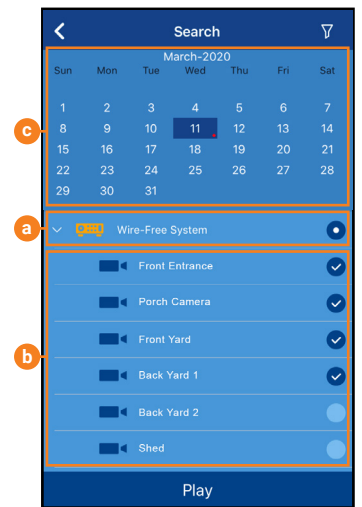 Search
March-2020
Sun Mon Tue Wed Thu Fri Sat
1 2 3 4 5 6 7
c 8 9 10 11 12 13 14
15 16 17 18 19 20 21
22 23 24 25 26 27 28
29 30 31
a Wire-Free System
Front Entrance
Porch Camera
Front Yard
b
Back Yard 1
Back Yard 2
Shed
Play